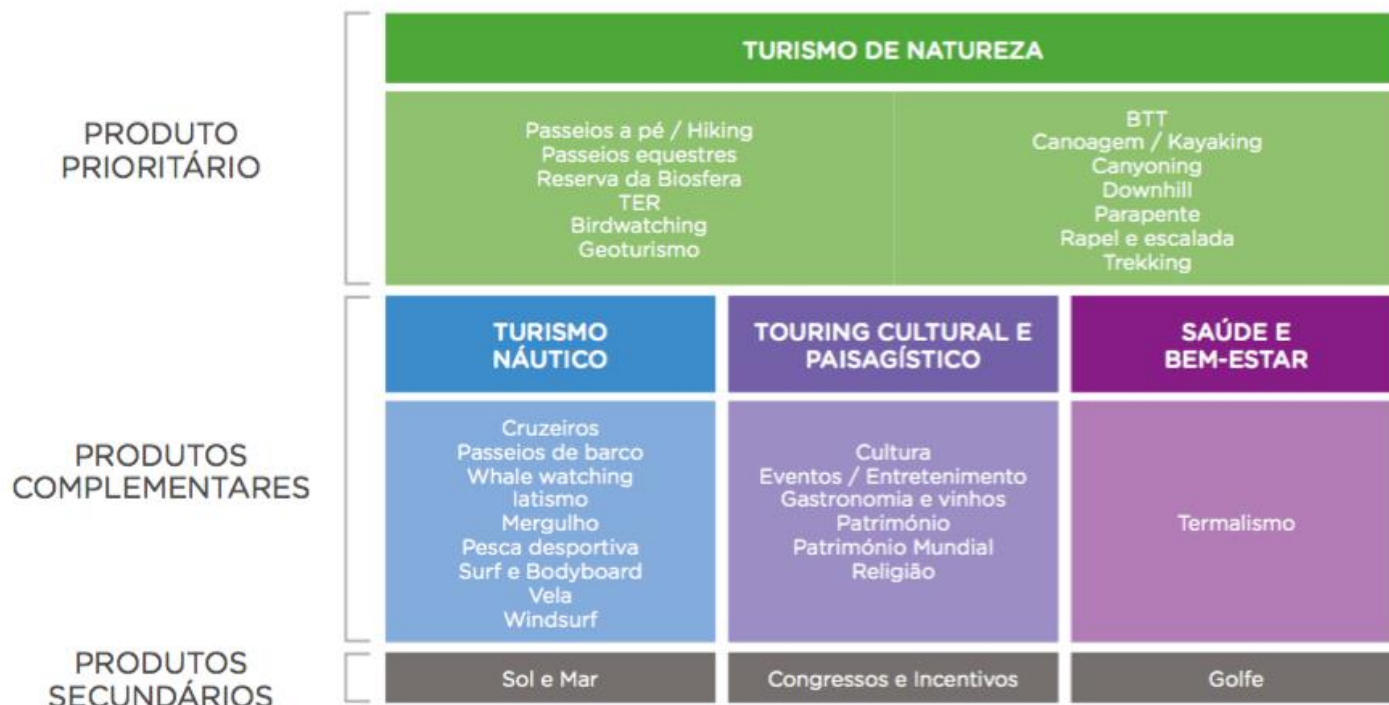 PRODUTO
PRIORITÁRIO
TURISMO DE NATUREZA
Passeios a pé / Hiking
Passeios equestres
Reserva da Biosfera
TER
Birdwatching
Geoturismo
BTT
Canoagem / Kayaking
Canyoning
Downhill
Parapente
Rapel e escalada
Trekking
PRODUTOS
COMPLEMENTARES
TURISMO
NÁUTICO
Cruzeiros
Passeios de barco
Whale watching
Iatismo
Mergulho
Pesca desportiva
Surf e Bodyboard
Vela
Windsurf
TOURING CULTURAL E
PAISAGÍSTICO
Cultura
Eventos / Entretenimento
Gastronomia e vinhos
Património
Património Mundial
Religião
SAÚDE E
BEM-ESTAR
Termalismo
PRODUTOS
SECUNDÁRIOS
Sol e Mar
Congressos e Incentivos
Golfe